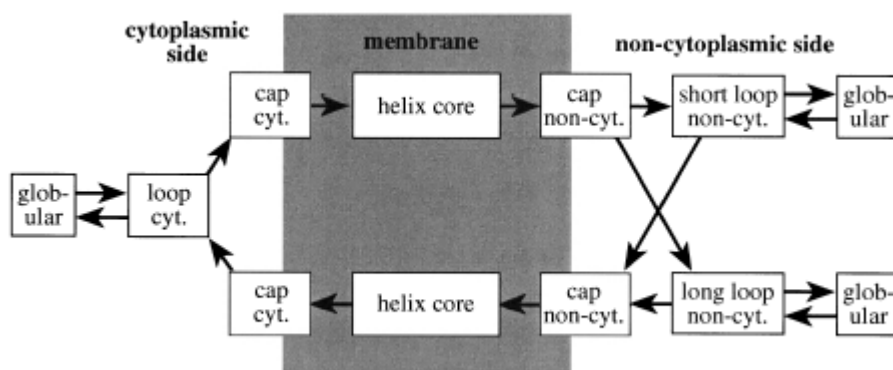 cytoplasmic
side
membrane
non-cytoplasmic side
cap
cyt.
helix core
cap
non-cyt.
short loop
non-cyt.
glob-
ular
glob-
ular
loop
cyt.
cap
cyt.
helix core
cap
non-cyt.
long loop
non-cyt.
glob-
ular